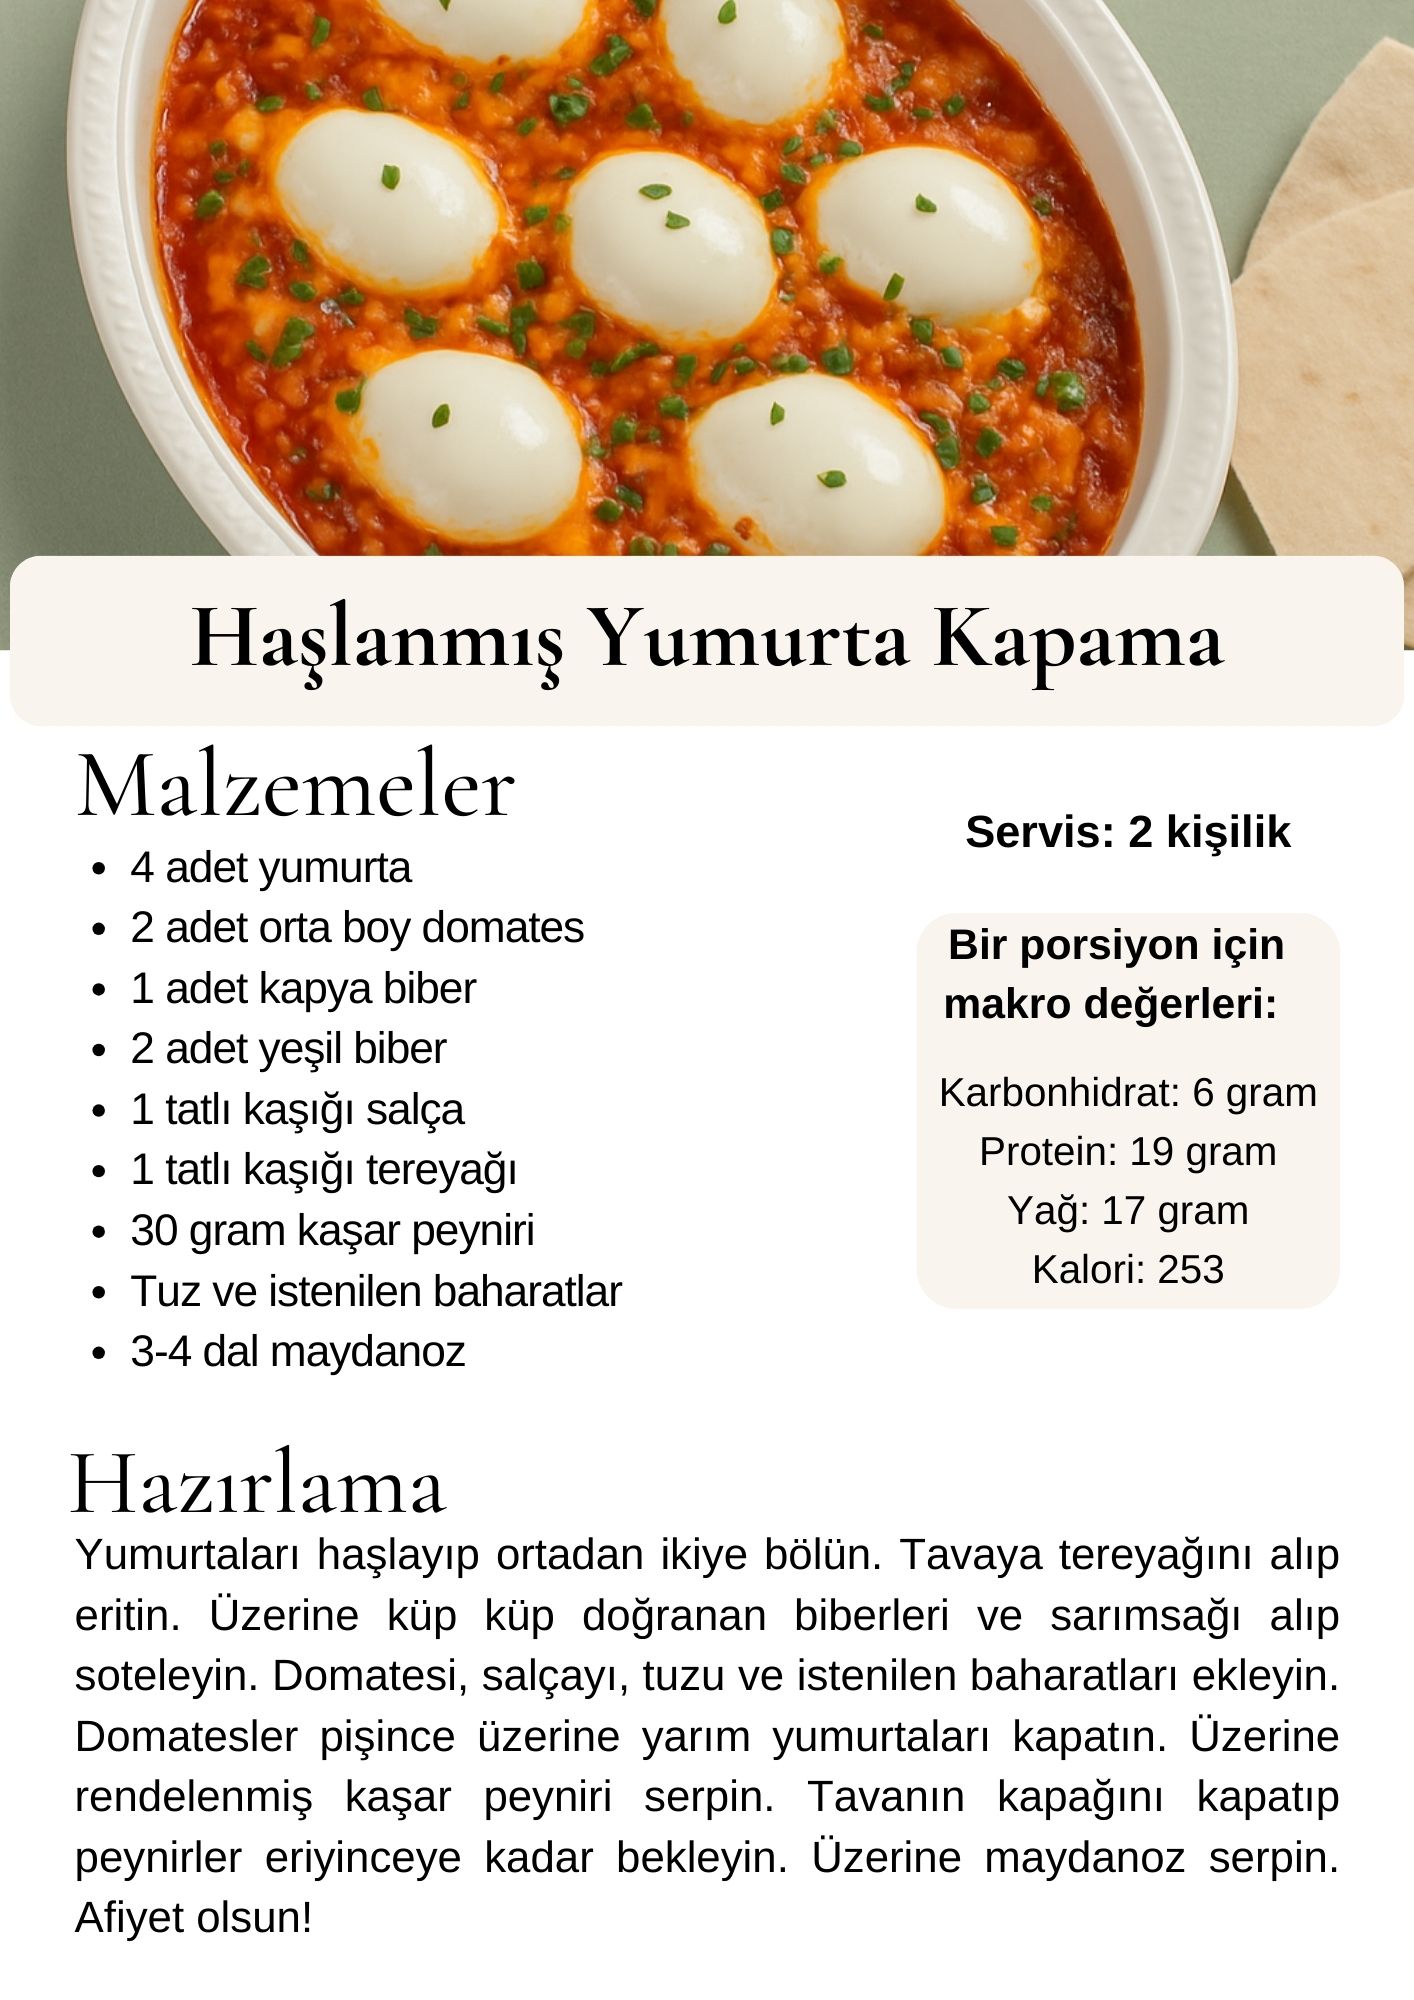 Haşlanmış Yumurta Kapama
Malzemeler
• 4 adet yumurta
• 2 adet orta boy domates
• 1 adet kapya biber
• 2 adet yeşil biber
• 1 tatlı kaşığı salça
• 1 tatlı kaşığı tereyağı
• 30 gram kaşar peyniri
• Tuz ve istenilen baharatlar
• 3-4 dal maydanoz
Servis: 2 kişilik
Bir porsiyon için
makro değerleri:
Karbonhidrat: 6 gram
Protein: 19 gram
Yağ: 17 gram
Kalori: 253
Hazırlama
Yumurtaları haşlayıp ortadan ikiye bölün. Tavaya tereyağını alıp
eritin. Üzerine küp küp doğranan biberleri ve sarımsağı alıp
soteleyin. Domatesi, salçayı, tuzu ve istenilen baharatları ekleyin.
Domatesler pişince üzerine yarım yumurtaları kapatın. Üzerine
rendelenmiş kaşar peyniri serpin. Tavanın kapağını kapatıp
peynirler eriyinceye kadar bekleyin. Üzerine maydanoz serpin.
Afiyet olsun!